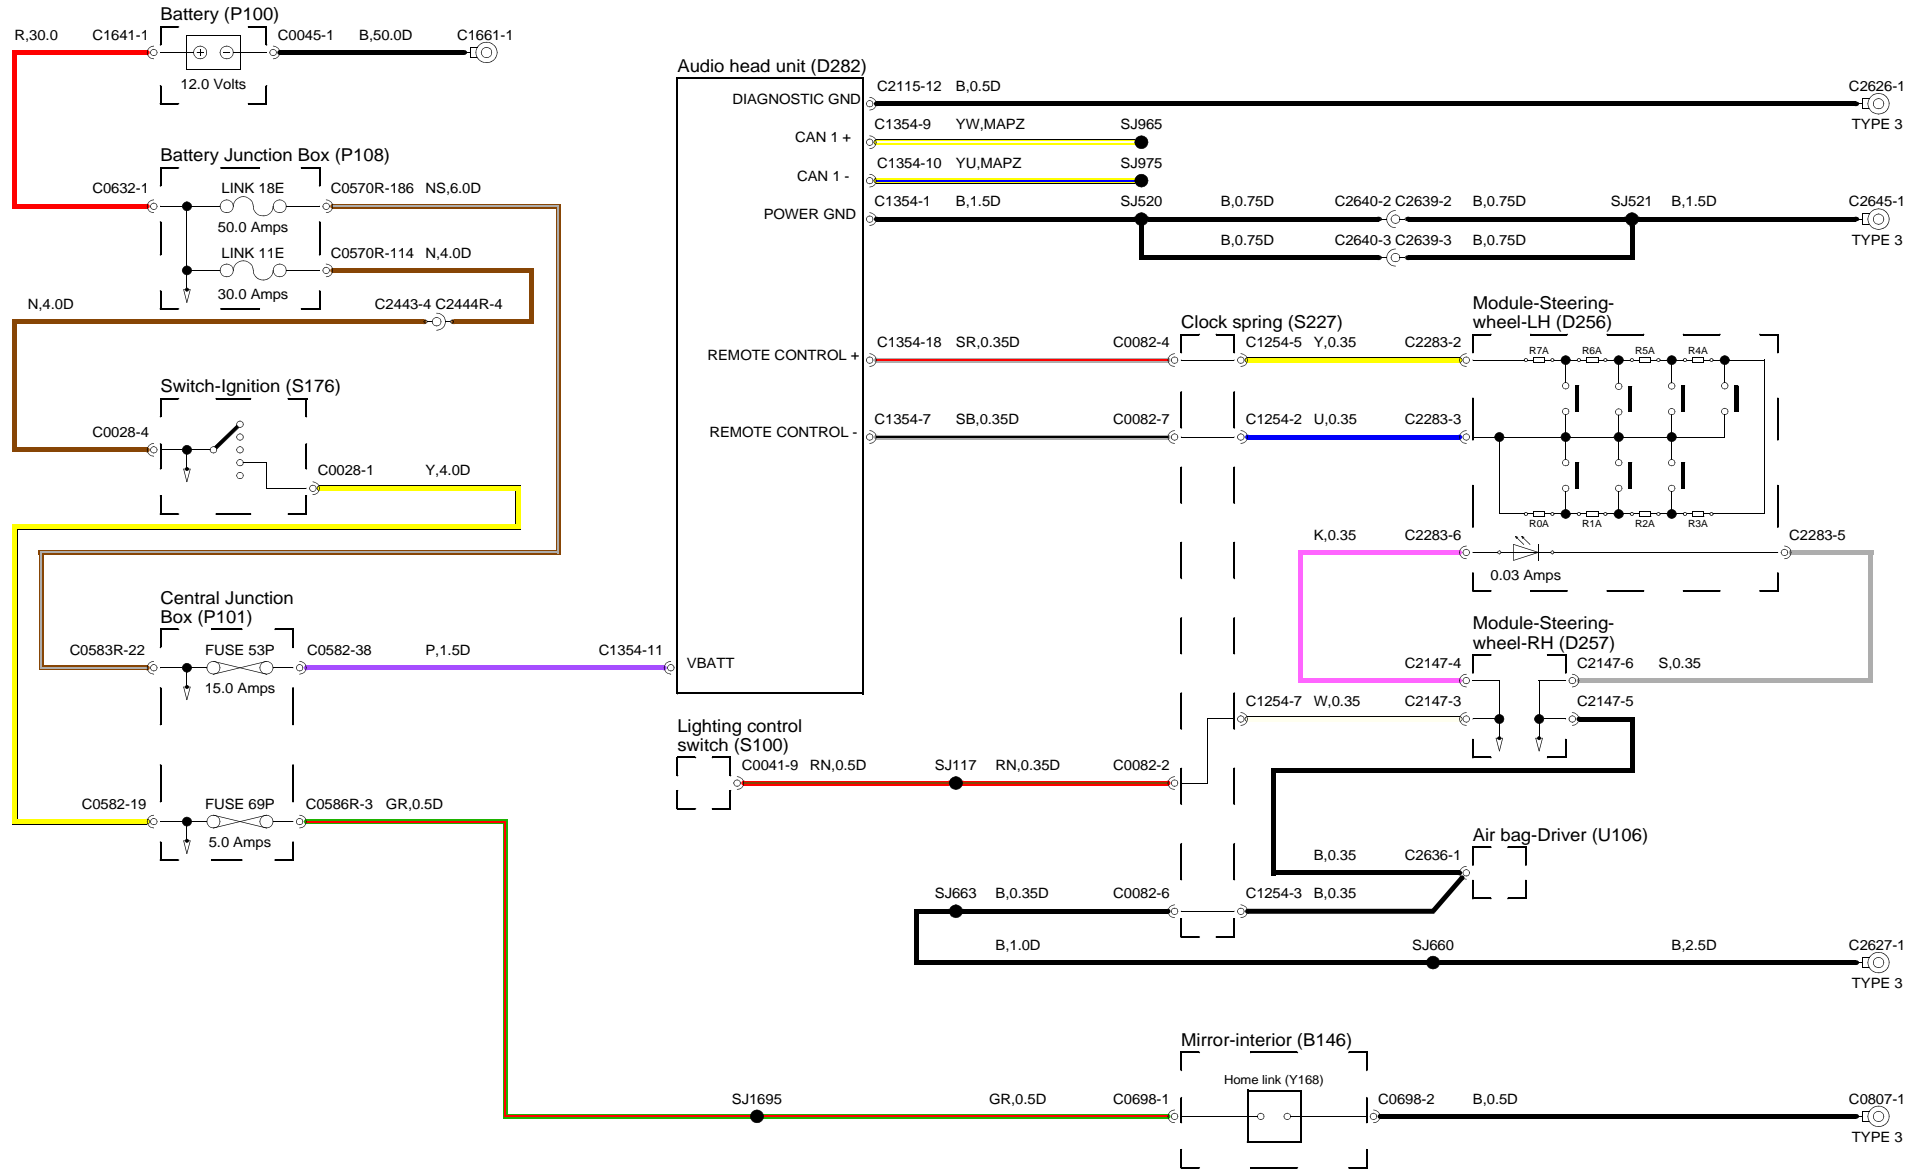 Battery (P100)
R,30.0 C1641-1 C0045-1 B,50.0D C1661-1
12.0 Volts
Audio head unit (D282)
DIAGNOSTIC GND C2115-12 B,0.5D C2626-1
TYPE 3
CAN 1 + C1354-9 YW,MAPZ SJ965
CAN 1 - C1354-10 YU,MAPZ SJ975
POWER GND C1354-1 B,1.5D SJ520 B,0.75D C2640-2 C2639-2 B,0.75D SJ521 B,1.5D C2645-1
B,0.75D C2640-3 C2639-3 B,0.75D TYPE 3
Battery Junction Box (P108)
C0632-1 LINK 18E C0570R-186 NS,6.0D
50.0 Amps
LINK 11E C0570R-114 N,4.0D
30.0 Amps
N,4.0D C2443-4 C2444R-4
Clock spring (S227)
Module-Steering-
wheel-LH (D256)
REMOTE CONTROL + C1354-18 SR,0.35D C0082-4 C1254-5 Y,0.35 C2283-2
R7A R6A R5A R4A
REMOTE CONTROL - C1354-7 SB,0.35D C0082-7 C1254-2 U,0.35 C2283-3
R0A R1A R2A R3A
K,0.35 C2283-6 C2283-5
0.03 Amps
Switch-Ignition (S176)
C0028-4
C0028-1 Y,4.0D
Central Junction
Box (P101)
C0583R-22 FUSE 53P C0582-38 P,1.5D C1354-11 VBATT
15.0 Amps
Module-Steering-
wheel-RH (D257)
C2147-4 C2147-6 S,0.35
C1254-7 W,0.35 C2147-3 C2147-5
Lighting control
switch (S100)
C0041-9 RN,0.5D SJ117 RN,0.35D C0082-2
C0582-19 FUSE 69P C0586R-3 GR,0.5D
5.0 Amps
Air bag-Driver (U106)
B,0.35 C2636-1
SJ663 B,0.35D C0082-6 C1254-3 B,0.35
B,1.0D SJ660 B,2.5D C2627-1
TYPE 3
Mirror-interior (B146)
Home link (Y168)
SJ1695 GR,0.5D C0698-1 C0698-2 B,0.5D C0807-1
TYPE 3